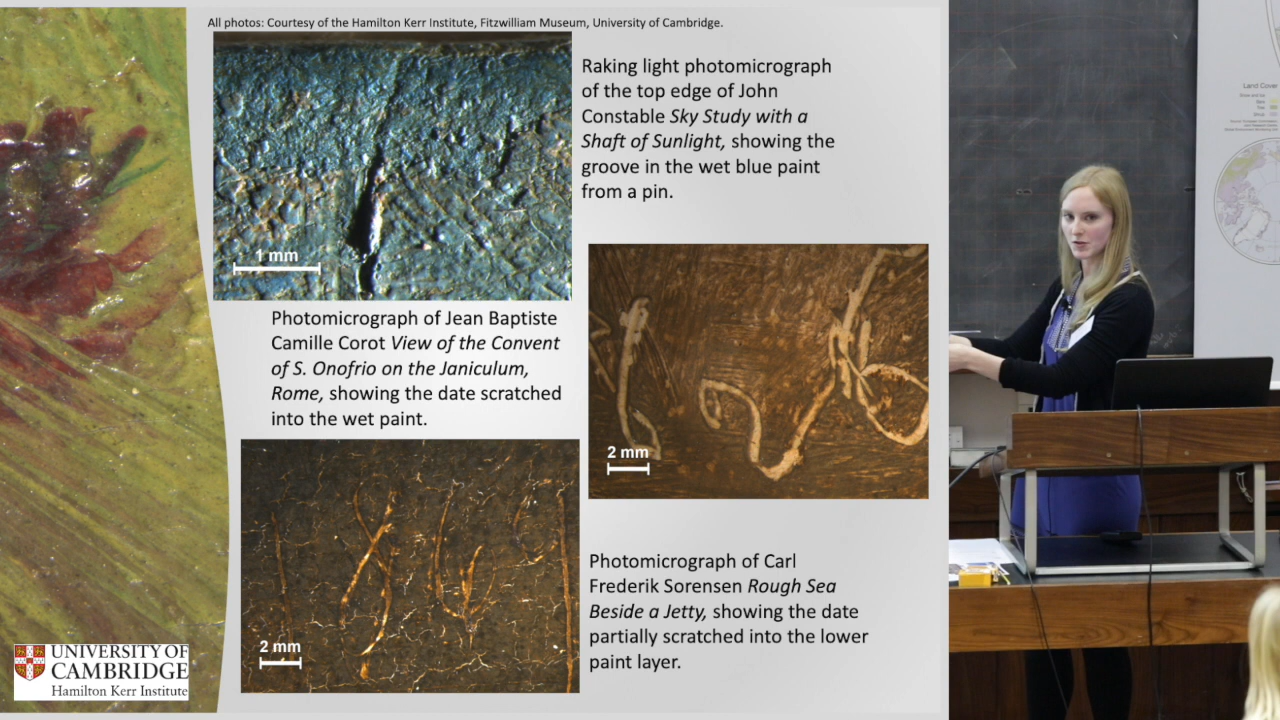 All photos: Courtesy of the Hamilton Kerr Institute, Fitzwilliam Museum, University of Cambridge.
Raking light photomicrograph
of the top edge of John
Constable Sky Study with a
Shaft of Sunlight, showing the
groove in the wet blue paint
from a pin.
1 mm
Photomicrograph of Jean Baptiste
Camille Corot View of the Convent
of S. Onofrio on the Janiculum,
Rome, showing the date scratched
into the wet paint.
2 mm
2 mm
Photomicrograph of Carl
Frederik Sorensen Rough Sea
Beside a Jetty, showing the date
partially scratched into the lower
paint layer.
UNIVERSITY OF
CAMBRIDGE
Hamilton Kerr Institute
Land Cover